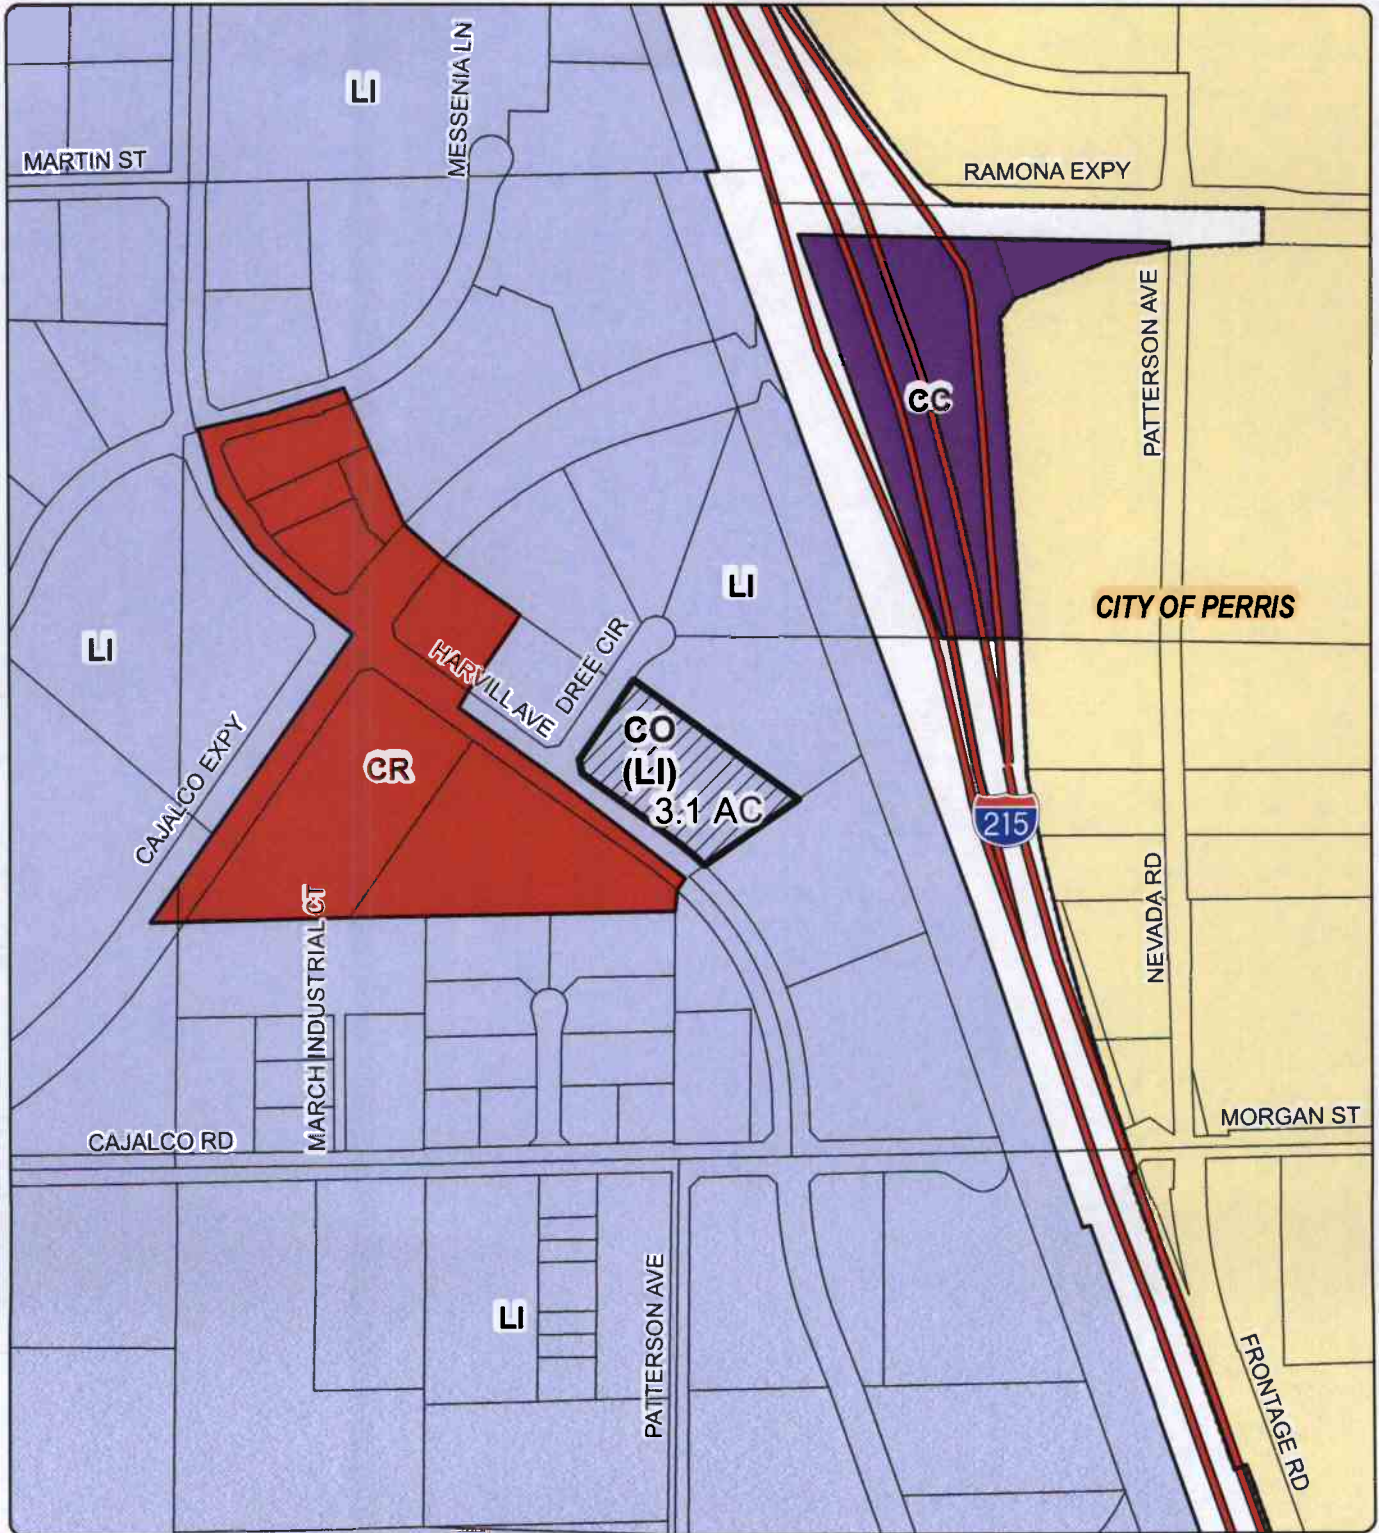 LI
MESSENIA LN
MARTIN ST
RAMONA EXPY
PATTERSON AVE
CC
LI
CITY OF PERRIS
LI
HARVILL AVE
DREE CIR
CO
(LI)
3.1 AC
CR
CAJALCO EXPY
215
NEVADA RD
MARCH INDUSTRIAL CT
MORGAN ST
CAJALCO RD
LI
PATTERSON AVE
FRONTAGE RD